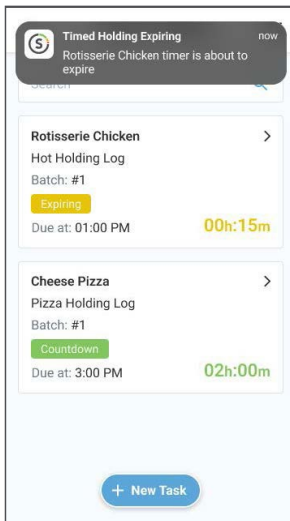 Timed Holding Expiring
now
Rotisserie Chicken timer is about to
expire
Search
Rotisserie Chicken
Hot Holding Log
Batch: #1
Expiring
Due at: 01:00 PM
00h:15m
Cheese Pizza
Pizza Holding Log
Batch: #1
Countdown
Due at: 3:00 PM
02h:00m
+ New Task